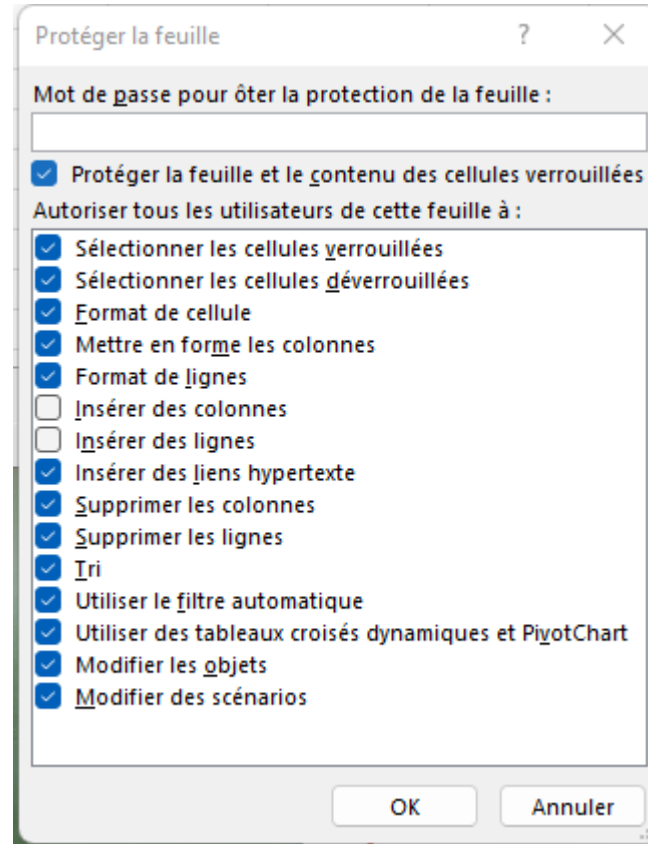 Protéger la feuille ?
Mot de passe pour ôter la protection de la feuille :
Protéger la feuille et le contenu des cellules verrouillées
Autoriser tous les utilisateurs de cette feuille à :
Sélectionner les cellules verrouillées
Sélectionner les cellules déverrouillées
Format de cellule
Mettre en forme les colonnes
Format de lignes
Insérer des colonnes
Insérer des lignes
Insérer des liens hypertexte
Supprimer les colonnes
Supprimer les lignes
Tri
Utiliser le filtre automatique
Utiliser des tableaux croisés dynamiques et PivotChart
Modifier les objets
Modifier des scénarios
OK Annuler